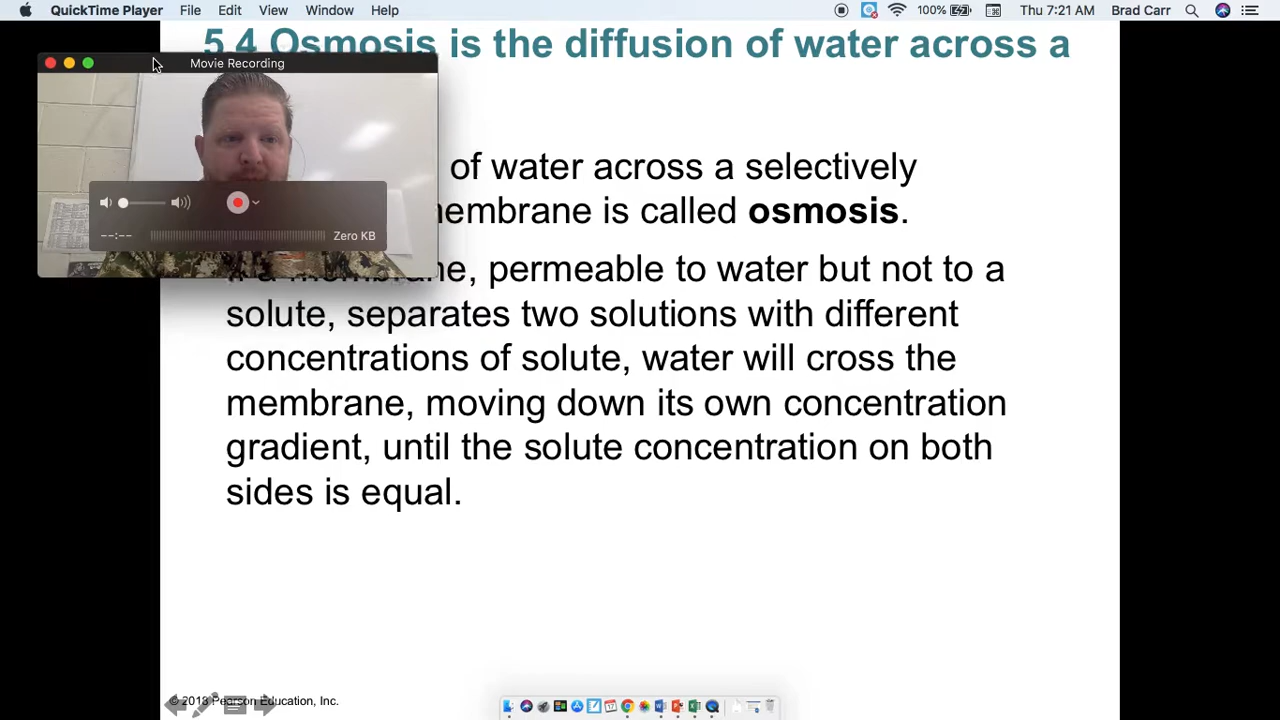 QuickTime Player File Edit View Window Help 100% Thu 7:21 AM Brad Carr
5.4 Osmosis is the diffusion of water across a
Movie Recording
of water across a selectively
membrane is called osmosis.
--:-- Zero KB
membrane, permeable to water but not to a
solute, separates two solutions with different
concentrations of solute, water will cross the
membrane, moving down its own concentration
gradient, until the solute concentration on both
sides is equal.
© 2018 Pearson Education, Inc.